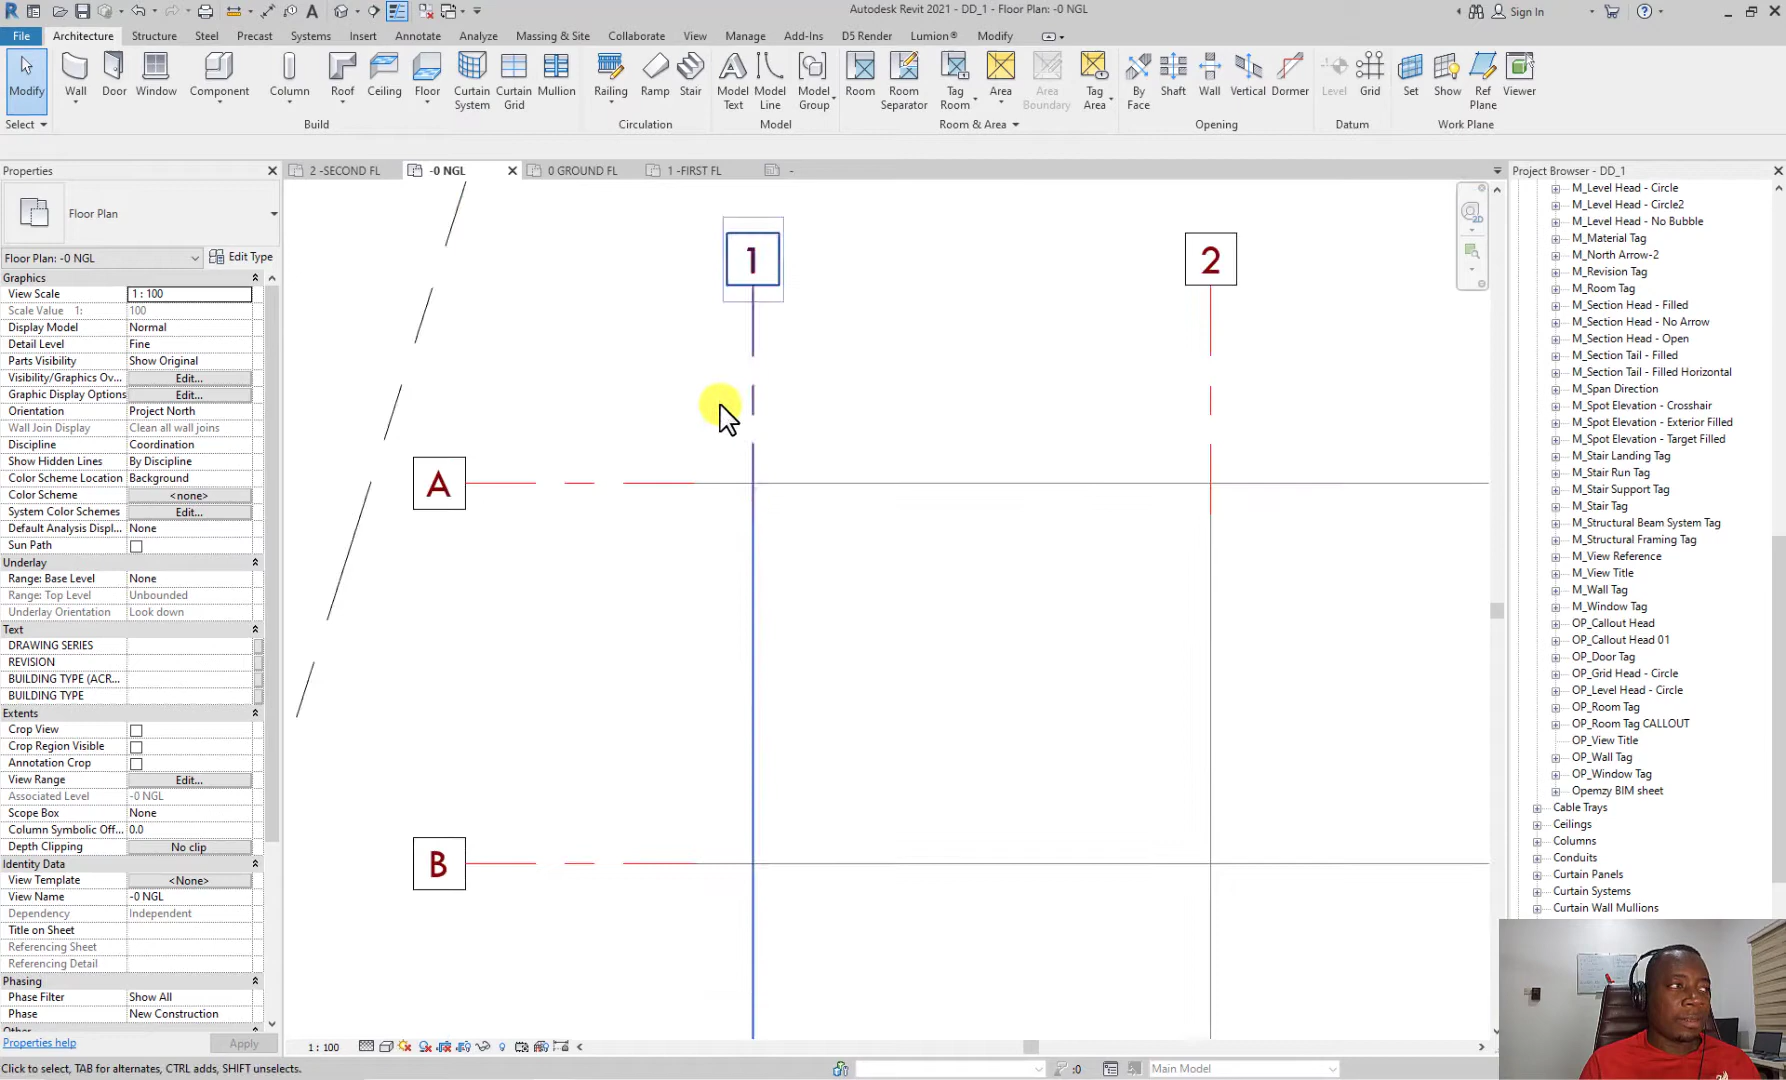 Autodesk Revit 2021 - DD_1 - Floor Plan: -0 NGL
Sign In
File Architecture Structure Steel Precast Systems Insert Annotate Analyze Massing & Site Collaborate View Manage Add-Ins D5 Render Lumion® Modify
Modify Wall Door Window Component Column Roof Ceiling Floor Curtain System Curtain Grid Mullion Railing Ramp Stair Model Text Model Line Model Group Room Room Separator Tag Room Area Area Boundary Tag Area By Face Shaft Wall Vertical Dormer Level Grid Set Show Ref Plane Viewer
Select Build Circulation Model Room & Area Opening Datum Work Plane
Properties
2 -SECOND FL -0 NGL 0 GROUND FL 1 -FIRST FL -
Project Browser - DD_1
Floor Plan
Floor Plan: -0 NGL Edit Type
Graphics
View Scale 1 : 100
Scale Value 1: 100
Display Model Normal
Detail Level Fine
Parts Visibility Show Original
Visibility/Graphics Ov... Edit...
Graphic Display Options Edit...
Orientation Project North
Wall Join Display Clean all wall joins
Discipline Coordination
Show Hidden Lines By Discipline
Color Scheme Location Background
Color Scheme <none>
System Color Schemes Edit...
Default Analysis Displ... None
Sun Path
Underlay
Range: Base Level None
Range: Top Level Unbounded
Underlay Orientation Look down
Text
DRAWING SERIES
REVISION
BUILDING TYPE (ACR...
BUILDING TYPE
Extents
Crop View
Crop Region Visible
Annotation Crop
View Range Edit...
Associated Level -0 NGL
Scope Box None
Column Symbolic Off... 0.0
Depth Clipping No clip
Identity Data
View Template <None>
View Name -0 NGL
Dependency Independent
Title on Sheet
Referencing Sheet
Referencing Detail
Phasing
Phase Filter Show All
Phase New Construction
Other
Properties help Apply
1 2
A
B
2D
M_Level Head - Circle
M_Level Head - Circle2
M_Level Head - No Bubble
M_Material Tag
M_North Arrow-2
M_Revision Tag
M_Room Tag
M_Section Head - Filled
M_Section Head - No Arrow
M_Section Head - Open
M_Section Tail - Filled
M_Section Tail - Filled Horizontal
M_Span Direction
M_Spot Elevation - Crosshair
M_Spot Elevation - Exterior Filled
M_Spot Elevation - Target Filled
M_Stair Landing Tag
M_Stair Run Tag
M_Stair Support Tag
M_Stair Tag
M_Structural Beam System Tag
M_Structural Framing Tag
M_View Reference
M_View Title
M_Wall Tag
M_Window Tag
OP_Callout Head
OP_Callout Head 01
OP_Door Tag
OP_Grid Head - Circle
OP_Level Head - Circle
OP_Room Tag
OP_Room Tag CALLOUT
OP_View Title
OP_Wall Tag
OP_Window Tag
Opemzy BIM sheet
Cable Trays
Ceilings
Columns
Conduits
Curtain Panels
Curtain Systems
Curtain Wall Mullions
1 : 100
Click to select, TAB for alternates, CTRL adds, SHIFT unselects.
:0 Main Model